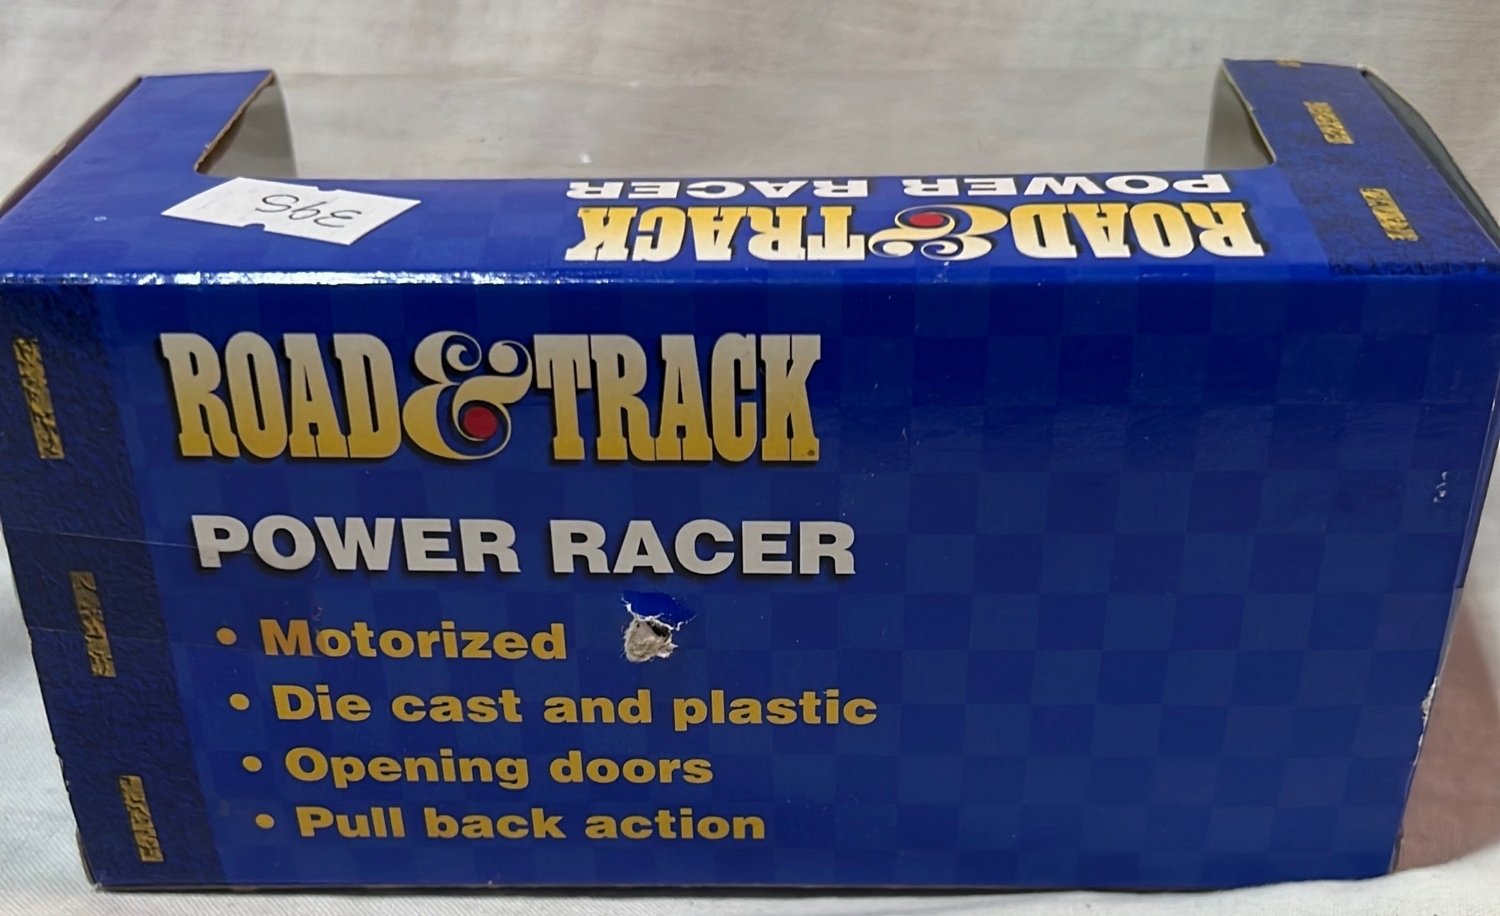 395
POWER RACER
ROAD & TRACK
ROAD & TRACK
POWER RACER
• Motorized
• Die cast and plastic
• Opening doors
• Pull back action